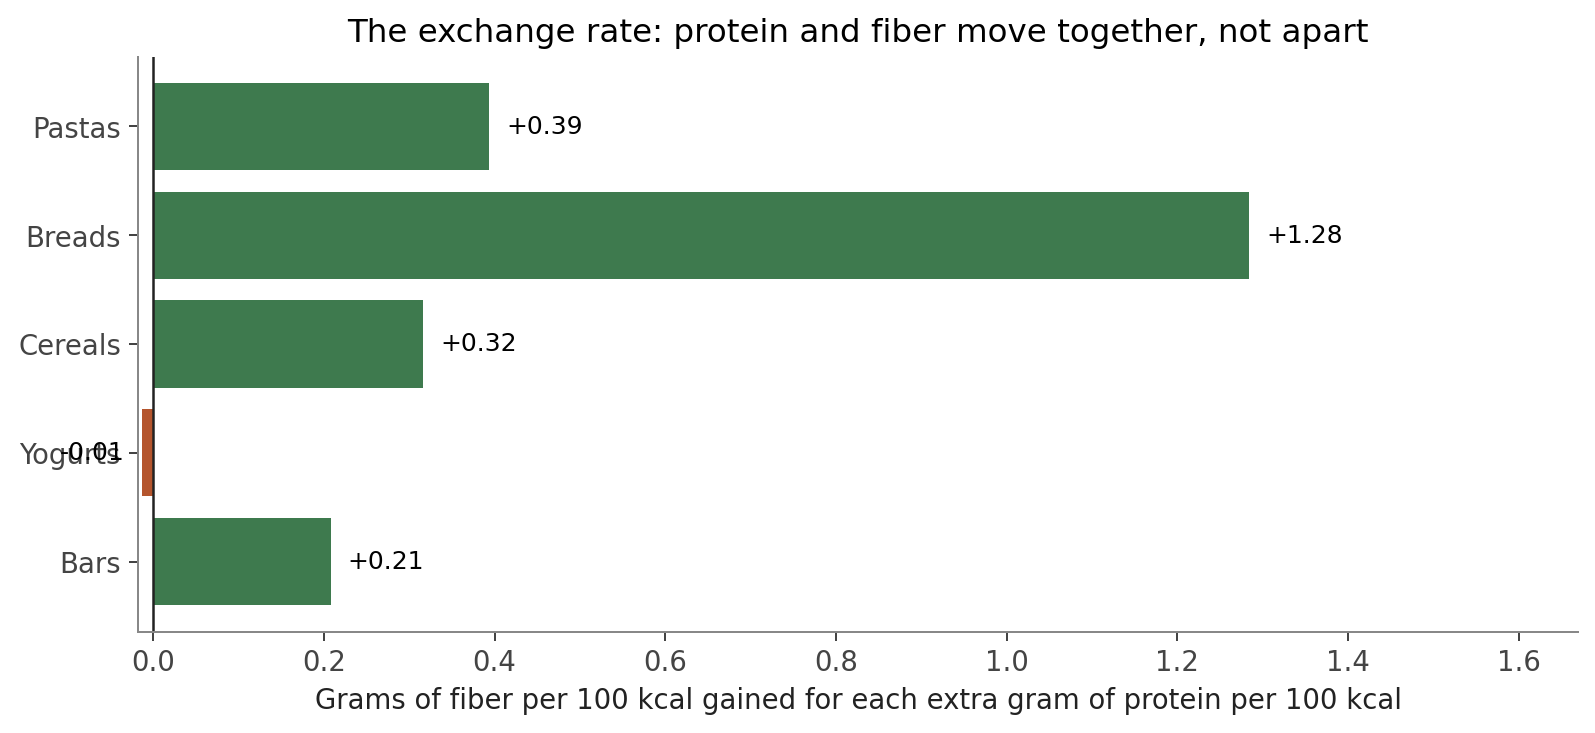 The exchange rate: protein and fiber move together, not apart
Pastas
+0.39
Breads
+1.28
Cereals
+0.32
Yogurts
-0.01
Bars
+0.21
0.0 0.2 0.4 0.6 0.8 1.0 1.2 1.4 1.6
Grams of fiber per 100 kcal gained for each extra gram of protein per 100 kcal